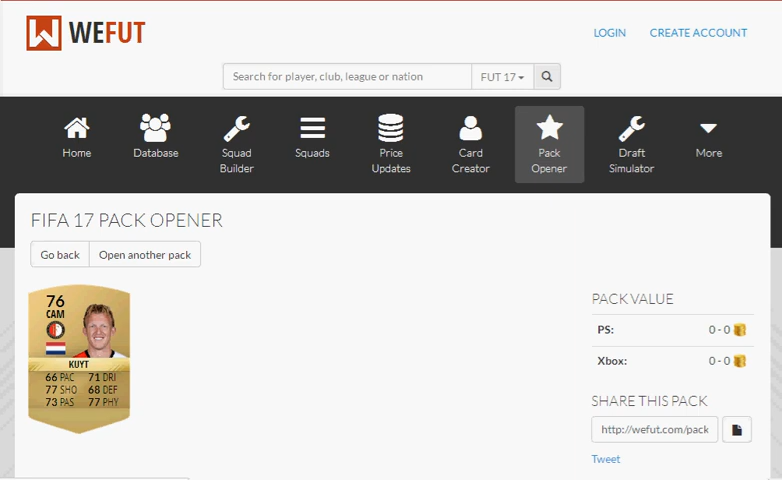 WEFUT
LOGIN CREATE ACCOUNT
Search for player, club, league or nation FUT 17
Home
Database
Squad
Builder
Squads
Price
Updates
Card
Creator
Pack
Opener
Draft
Simulator
More
FIFA 17 PACK OPENER
Go back Open another pack
76
CAM
KUYT
66 PAC 71 DRI
77 SHO 68 DEF
73 PAS 77 PHY
PACK VALUE
PS: 0 - 0
Xbox: 0 - 0
SHARE THIS PACK
http://wefut.com/pack
Tweet